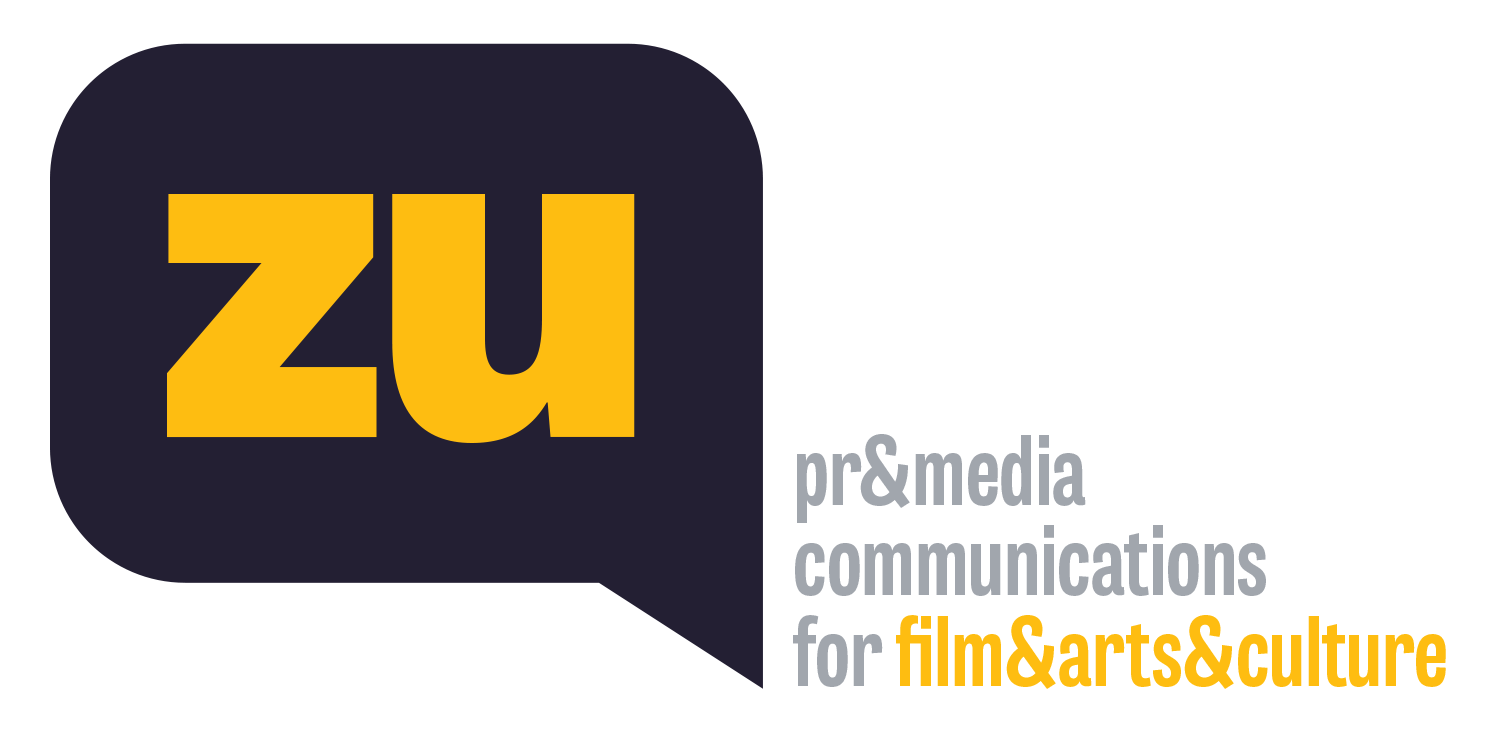 zu
pr&media
communications
for film&arts&culture